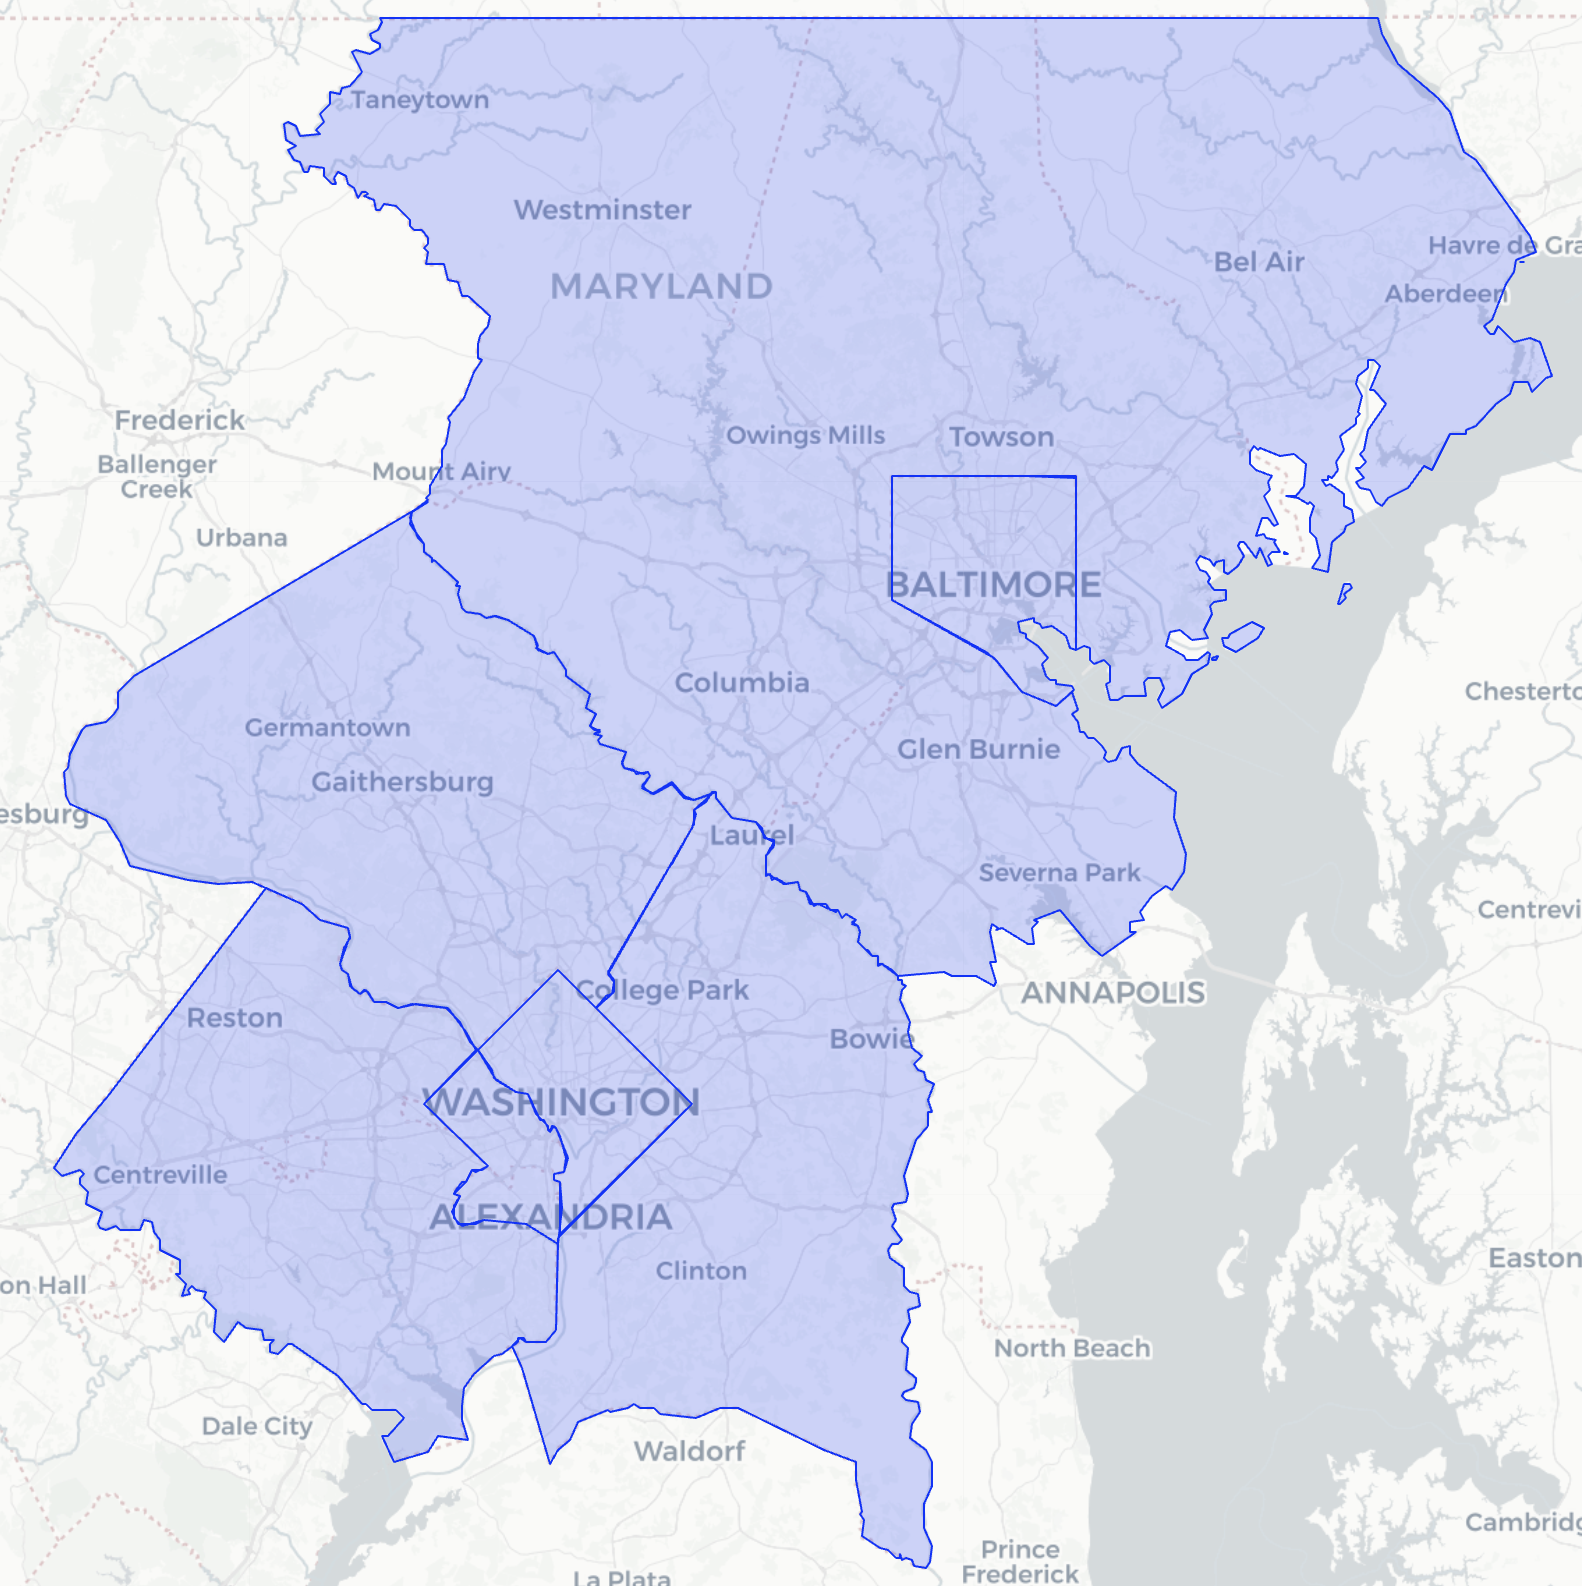 Taneytown
Westminster
MARYLAND
Bel Air
Havre de Gra
Aberdeen
Frederick
Ballenger
Creek
Mount Airy
Owings Mills
Towson
Urbana
BALTIMORE
Columbia
Chesterto
Germantown
Glen Burnie
Gaithersburg
esburg
Laurel
Severna Park
Centrevi
College Park
ANNAPOLIS
Reston
Bowie
WASHINGTON
Centreville
ALEXANDRIA
Clinton
Easton
on Hall
North Beach
Dale City
Waldorf
Cambridg
Prince
Frederick
La Plata